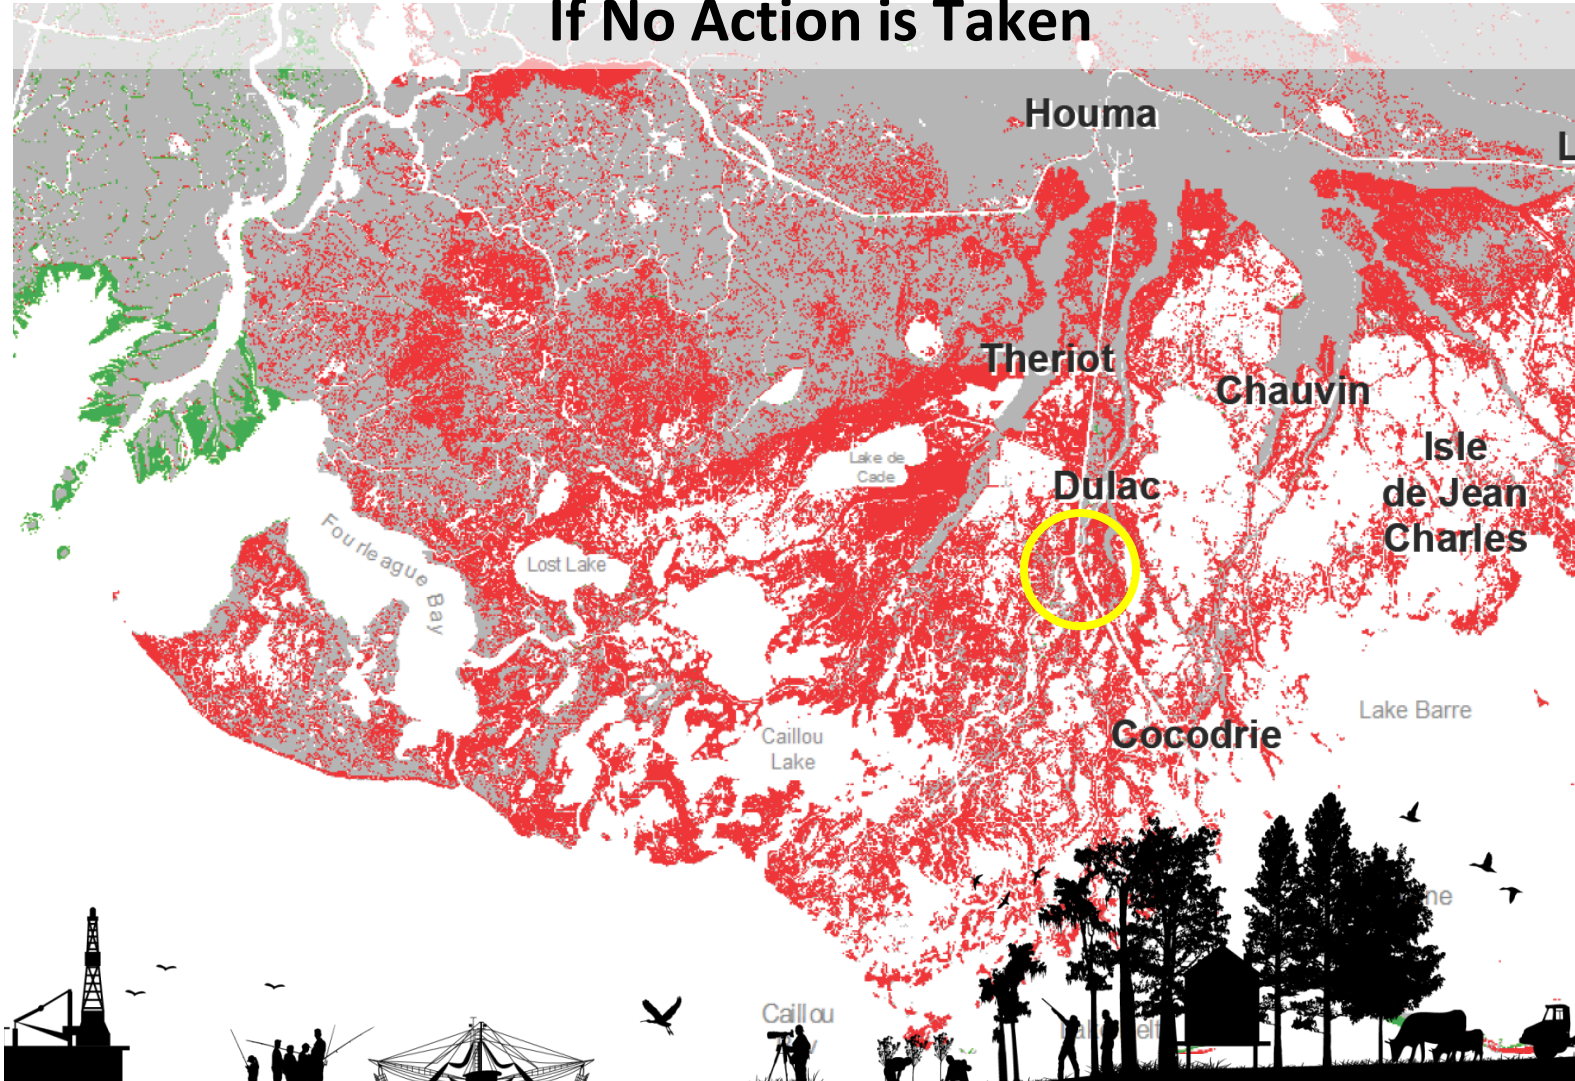 If No Action is Taken
Houma
L
Theriot
Chauvin
Isle
de Jean
Charles
Lake de
Cade
Dulac
Fourleague Bay
Lost Lake
Lake Barre
Cocodrie
Caillou
Lake
ne
Caillou